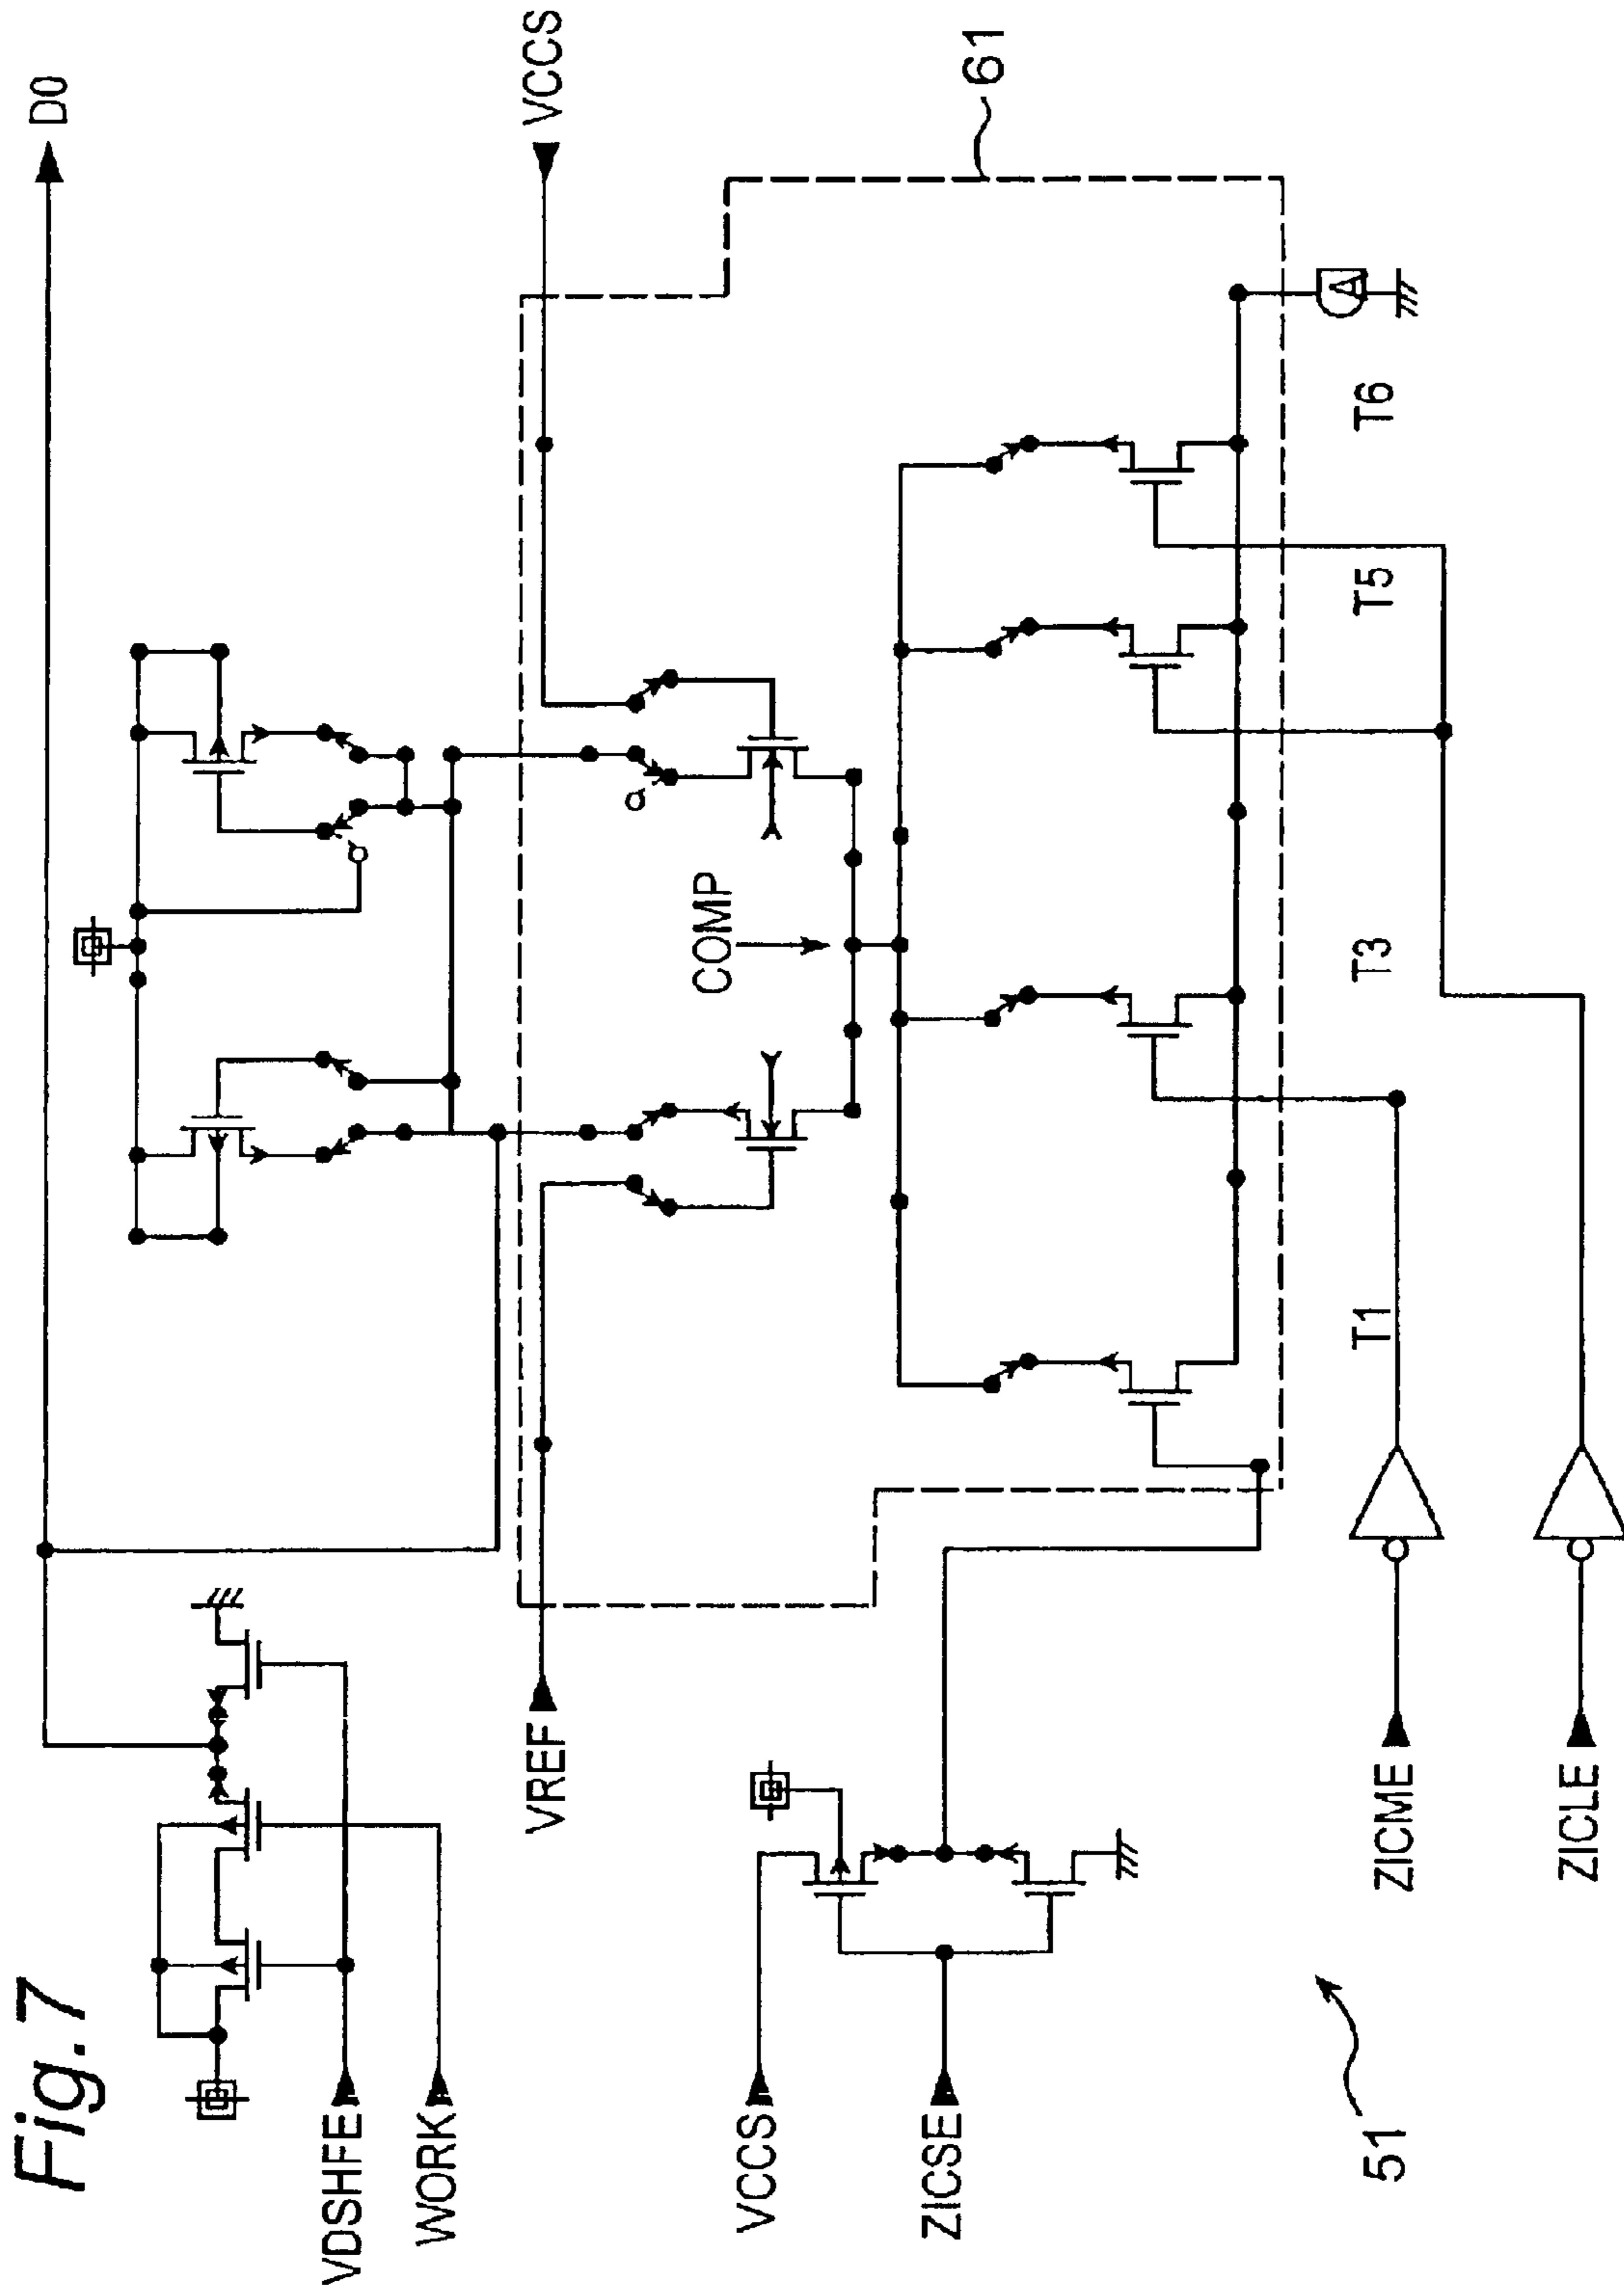 Fig.7
D0
VDSHFE
WORK
VREF
VCCS
COMP
61
VCCS
ZICSE
T1
T3
T5
T6
A
ZICME
ZICLE
51